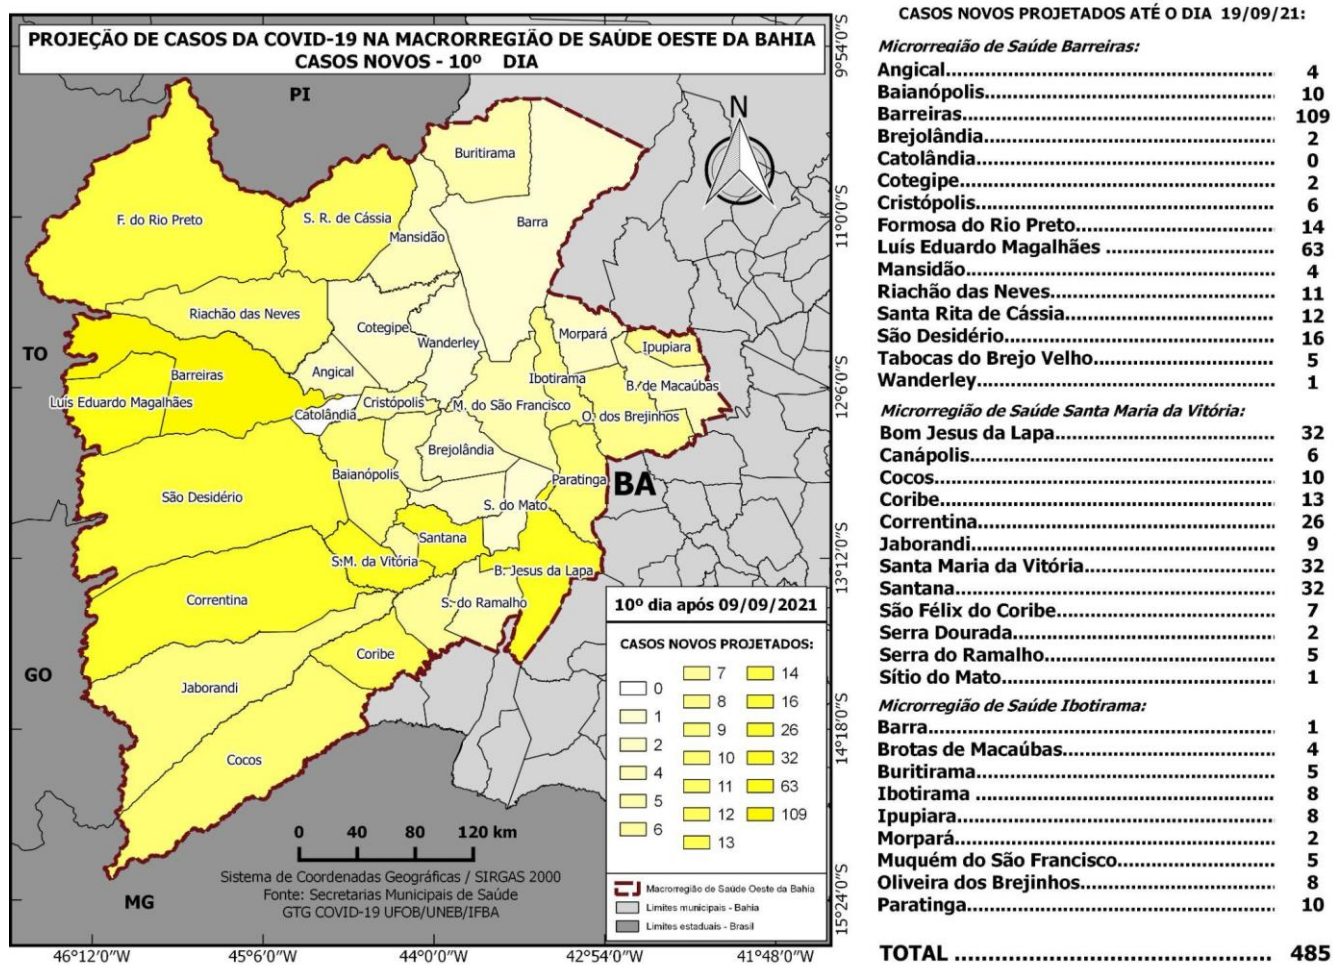 PROJEÇÃO DE CASOS DA COVID-19 NA MACRORREGIÃO DE SAÚDE OESTE DA BAHIA
CASOS NOVOS - 10º DIA
PI
N
Buritirama
F. do Rio Preto
S. R. de Cássia
Barra
Mansidão
Riachão das Neves
Cotegipe
Morpará
Wanderley
Ipupiara
TO
Angical
Barreiras
Ibotirama
B. de Macaúbas
Luís Eduardo Magalhães
Catolândia
Cristópolis
M. do São Francisco
O. dos Brejinhos
Brejolândia
Baianópolis
Paratinga
BA
São Desidério
S. do Mato
Santana
S.M. da Vitória
B. Jesus da Lapa
Correntina
S. do Ramalho
Coribe
GO
Jaborandi
Cocos
MG
0 40 80 120 km
Sistema de Coordenadas Geográficas / SIRGAS 2000
Fonte: Secretarias Municipais de Saúde
GTG COVID-19 UFOB/UNEB/IFBA
10º dia após 09/09/2021
CASOS NOVOS PROJETADOS:
0
1
2
4
5
6
7
8
9
10
11
12
13
14
16
26
32
63
109
Macrorregião de Saúde Oeste da Bahia
Limites municipais - Bahia
Limites estaduais - Brasil
9°54'0"S
11°0'0"S
12°6'0"S
13°12'0"S
14°18'0"S
15°24'0"S
46°12'0"W 45°6'0"W 44°0'0"W 42°54'0"W 41°48'0"W
CASOS NOVOS PROJETADOS ATÉ O DIA 19/09/21:
Microrregião de Saúde Barreiras:
Angical........ 4
Baianópolis........ 10
Barreiras........ 109
Brejolândia........ 2
Catolândia........ 0
Cotegipe........ 2
Cristópolis........ 6
Formosa do Rio Preto........ 14
Luís Eduardo Magalhães ........ 63
Mansidão........ 4
Riachão das Neves........ 11
Santa Rita de Cássia........ 12
São Desidério........ 16
Tabocas do Brejo Velho........ 5
Wanderley........ 1
Microrregião de Saúde Santa Maria da Vitória:
Bom Jesus da Lapa........ 32
Canápolis........ 6
Cocos........ 10
Coribe........ 13
Correntina........ 26
Jaborandi........ 9
Santa Maria da Vitória........ 32
Santana........ 32
São Félix do Coribe........ 7
Serra Dourada........ 2
Serra do Ramalho........ 5
Sítio do Mato........ 1
Microrregião de Saúde Ibotirama:
Barra........ 1
Brotas de Macaúbas........ 4
Buritirama........ 5
Ibotirama ........ 8
Ipupiara........ 8
Morpará........ 2
Muquém do São Francisco........ 5
Oliveira dos Brejinhos........ 8
Paratinga........ 10
TOTAL ........ 485